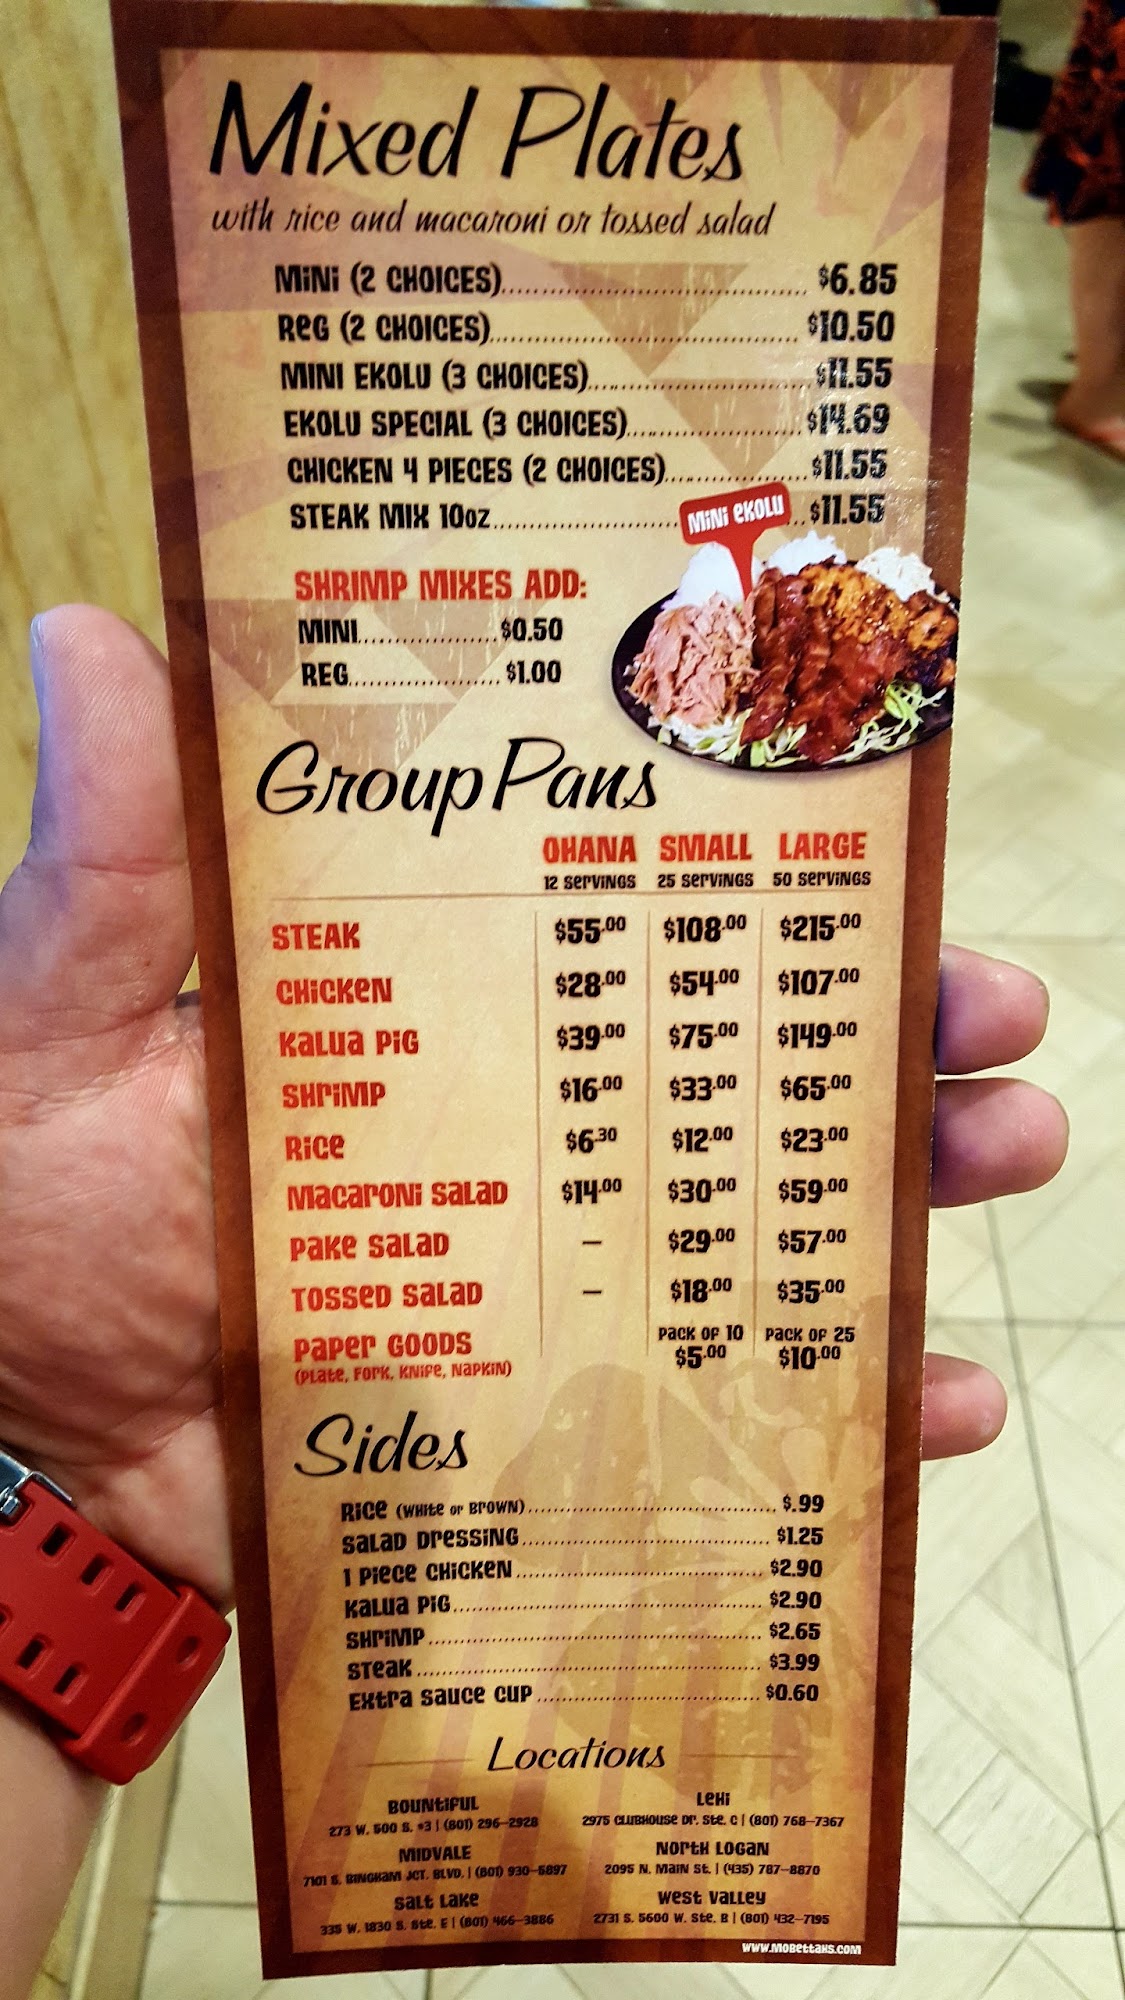 Mixed Plates
with rice and macaroni or tossed salad
MiNi (2 CHOICES)........ $6.85
ReG (2 CHOICES)........ $10.50
MINI EKOLU (3 CHOICES)........ $11.55
EKOLU SPECIAL (3 CHOICES)........ $14.69
CHICKEN 4 PIECES (2 CHOICES)........ $11.55
STEAK MIX 10oz........ $11.55
MiNi eKOLU
SHRIMP MIXES ADD:
MINI........ $0.50
REG........ $1.00
Group Pans
OHANA SMALL LARGE
12 servings 25 servings 50 servings
STEAK $55.00 $108.00 $215.00
CHiCKeN $28.00 $54.00 $107.00
KaLua PiG $39.00 $75.00 $149.00
SHriMP $16.00 $33.00 $65.00
Rice $6.30 $12.00 $23.00
Macaroni saLaD $14.00 $30.00 $59.00
Pake saLaD – $29.00 $57.00
Tossed saLaD – $18.00 $35.00
Paper GOODS Pack of 10 Pack of 25
(Plate, Fork, Knife, Napkin) $5.00 $10.00
Sides
Rice (White or Brown)........ $.99
Salad Dressing........ $1.25
1 Piece Chicken........ $2.90
Kalua Pig........ $2.90
Shrimp........ $2.65
Steak........ $3.99
Extra Sauce Cup........ $0.60
Locations
Bountiful Lehi
273 W. 500 S. #3 | (801) 296-2928 2975 Clubhouse Dr. Ste. C | (801) 768-7367
MIDVALE North Logan
7101 S. Bingham Jct. Blvd. | (801) 930-5897 2095 N. Main St. | (435) 787-8870
Salt Lake West Valley
335 W. 1830 S. Ste. E | (801) 466-3886 2731 S. 5600 W. Ste. B | (801) 432-7195
www.mobettahs.com